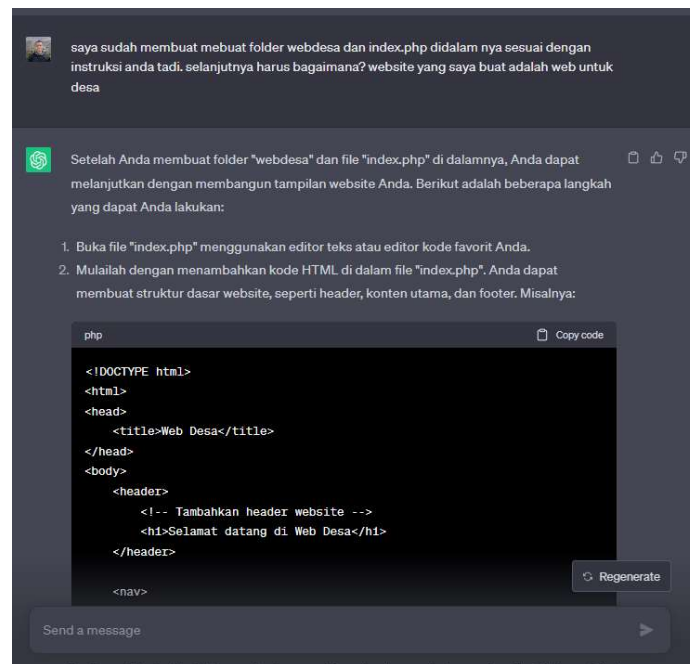 saya sudah membuat mebuat folder webdesa dan index.php didalam nya sesuai dengan
instruksi anda tadi. selanjutnya harus bagaimana? website yang saya buat adalah web untuk
desa
Setelah Anda membuat folder "webdesa" dan file "index.php" di dalamnya, Anda dapat
melanjutkan dengan membangun tampilan website Anda. Berikut adalah beberapa langkah
yang dapat Anda lakukan:
1. Buka file "index.php" menggunakan editor teks atau editor kode favorit Anda.
2. Mulailah dengan menambahkan kode HTML di dalam file "index.php". Anda dapat
membuat struktur dasar website, seperti header, konten utama, dan footer. Misalnya:
php Copy code
<!DOCTYPE html>
<html>
<head>
<title>Web Desa</title>
</head>
<body>
<header>
<!-- Tambahkan header website -->
<h1>Selamat datang di Web Desa</h1>
</header>
Regenerate
<nav>
Send a message